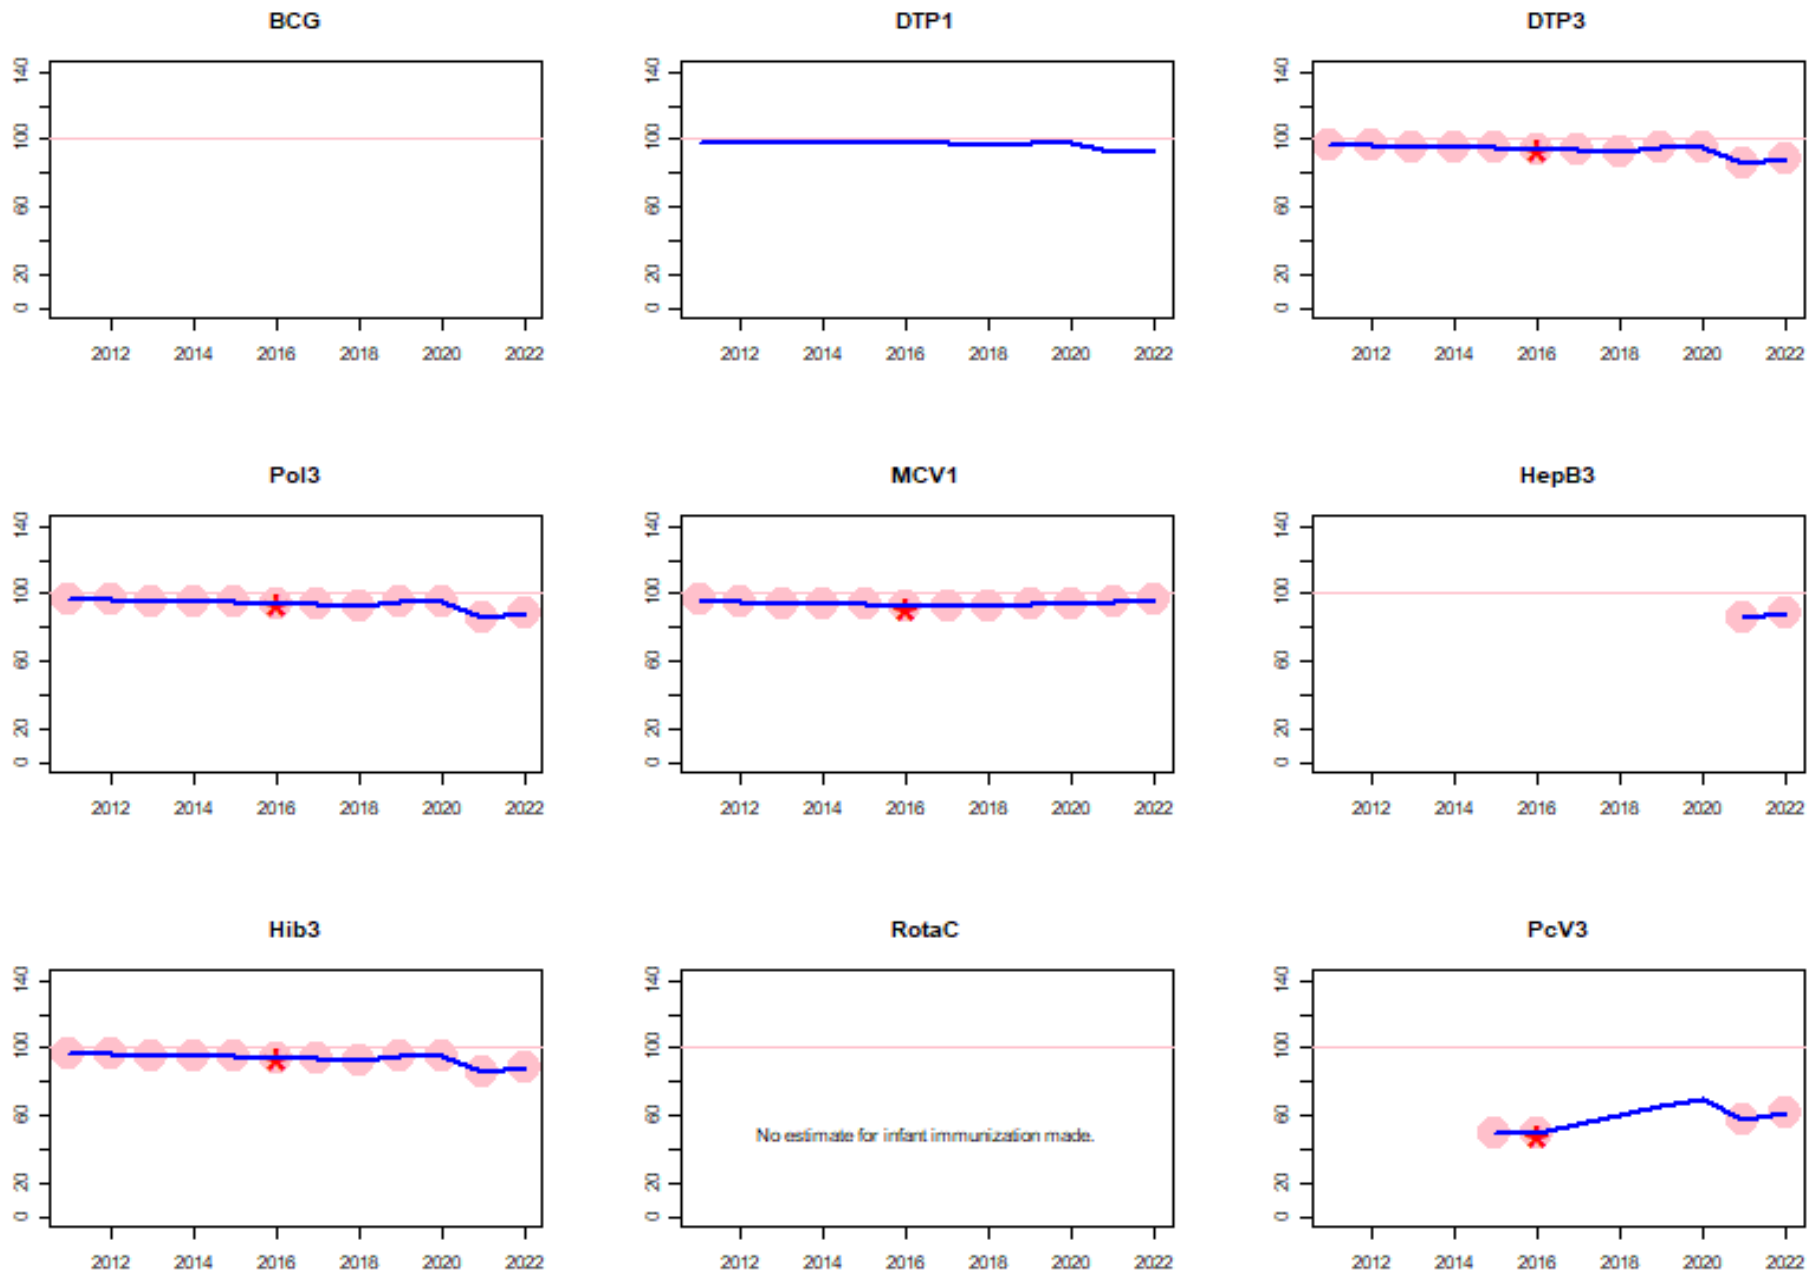 BCG
DTP1
DTP3
0 20 60 100 140
0 20 60 100 140
0 20 60 100 140
2012 2014 2016 2018 2020 2022
2012 2014 2016 2018 2020 2022
2012 2014 2016 2018 2020 2022
Pol3
MCV1
HepB3
0 20 60 100 140
0 20 60 100 140
0 20 60 100 140
2012 2014 2016 2018 2020 2022
2012 2014 2016 2018 2020 2022
2012 2014 2016 2018 2020 2022
Hib3
RotaC
PcV3
0 20 60 100 140
0 20 60 100 140
No estimate for infant immunization made.
0 20 60 100 140
2012 2014 2016 2018 2020 2022
2012 2014 2016 2018 2020 2022
2012 2014 2016 2018 2020 2022